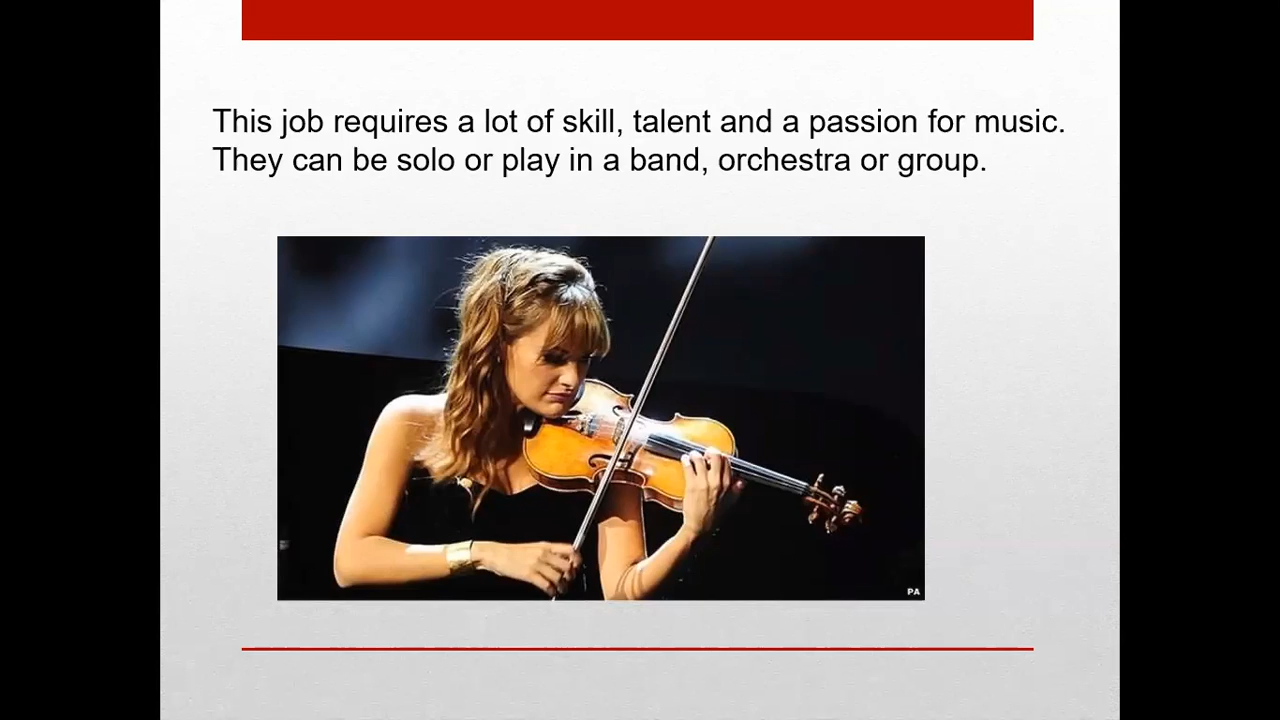 This job requires a lot of skill, talent and a passion for music.
They can be solo or play in a band, orchestra or group.
PA